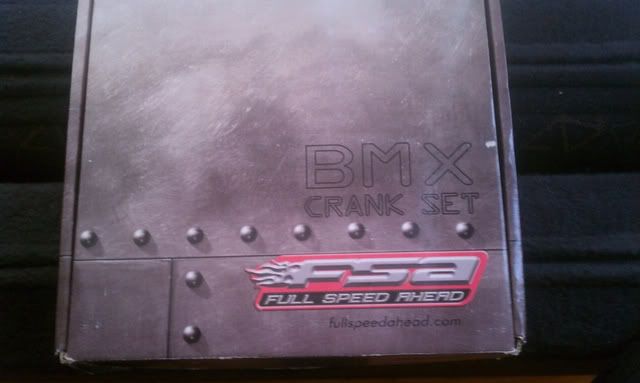 BMX
CRANK SET
FSA
FULL SPEED AHEAD
fullspeedahead.com